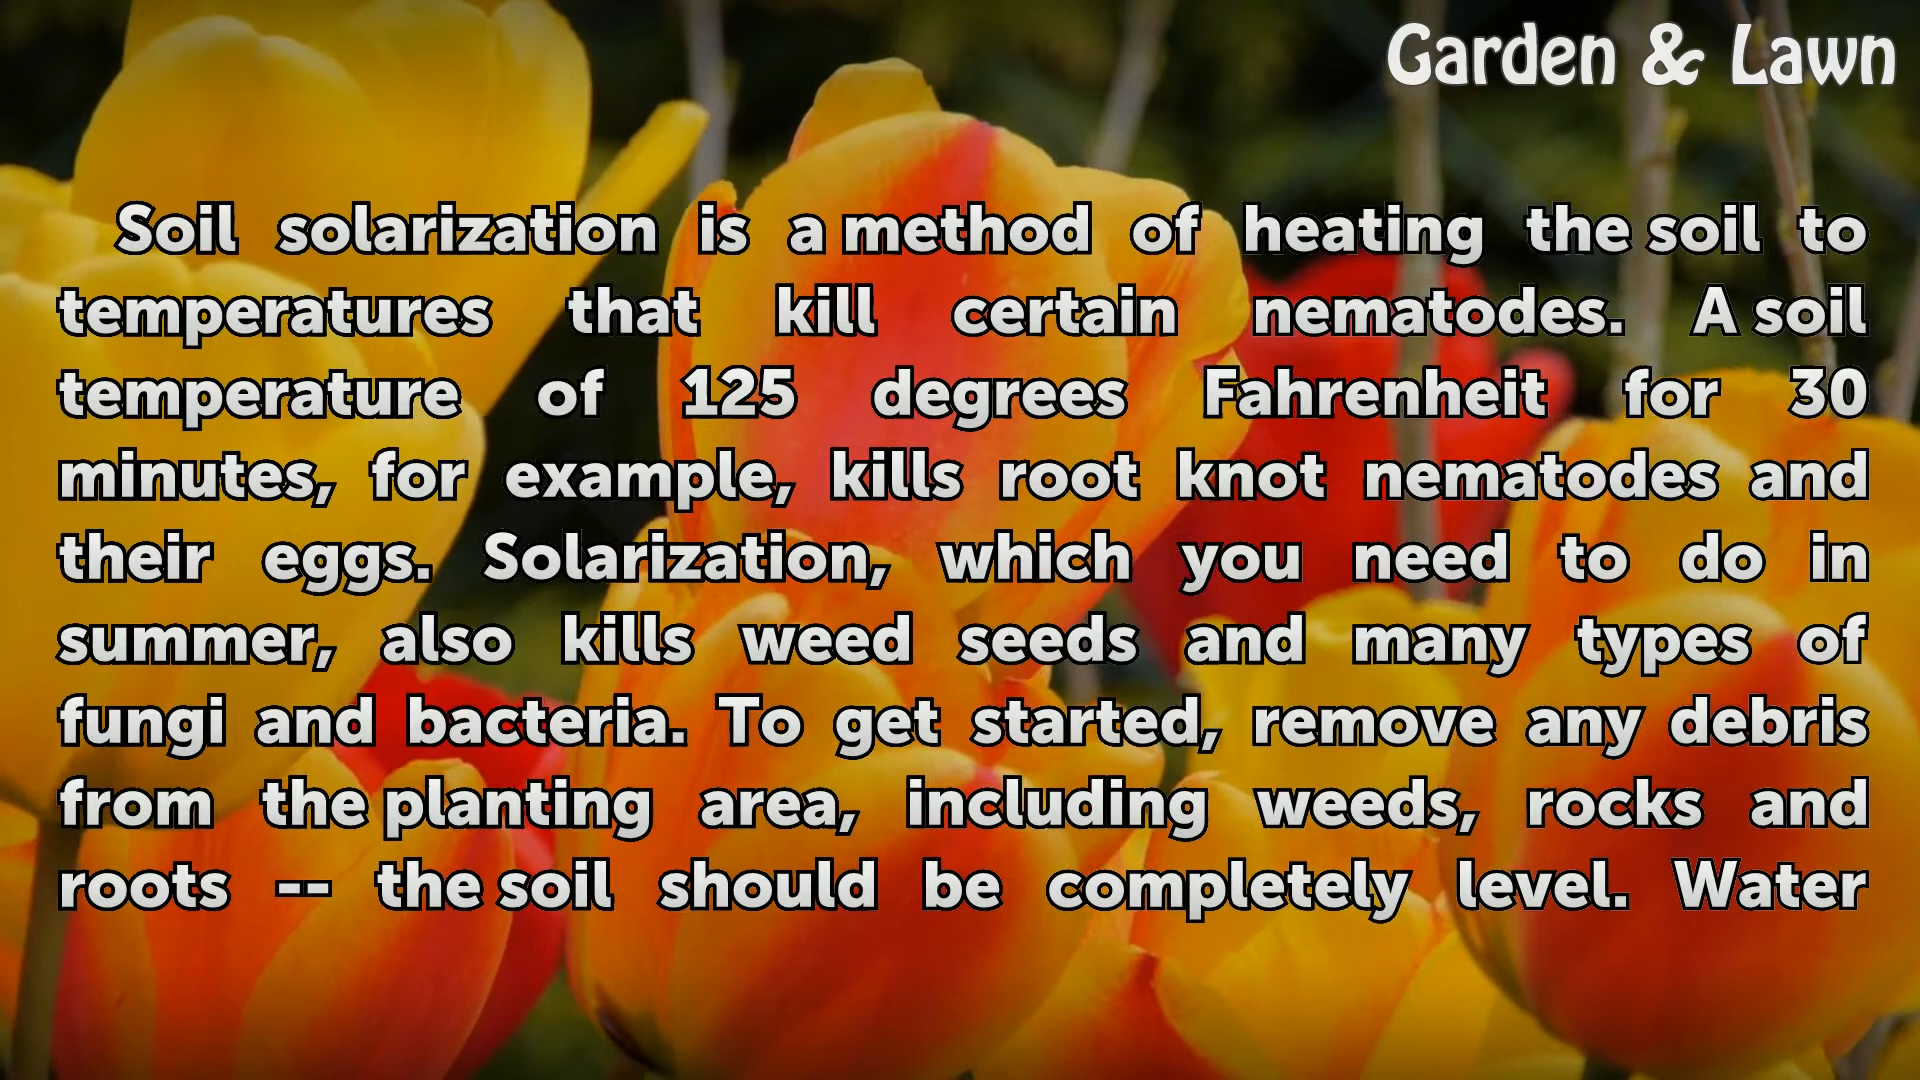 Garden & Lawn
Soil solarization is a method of heating the soil to
temperatures that kill certain nematodes. A soil
temperature of 125 degrees Fahrenheit for 30
minutes, for example, kills root knot nematodes and
their eggs. Solarization, which you need to do in
summer, also kills weed seeds and many types of
fungi and bacteria. To get started, remove any debris
from the planting area, including weeds, rocks and
roots -- the soil should be completely level. Water